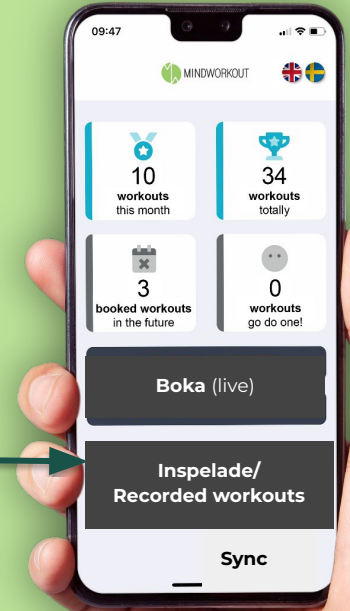 09:47
MINDWORKOUT
10
workouts
this month
34
workouts
totally
3
booked workouts
in the future
0
workouts
go do one!
Boka (live)
Inspelade/
Recorded workouts
Sync